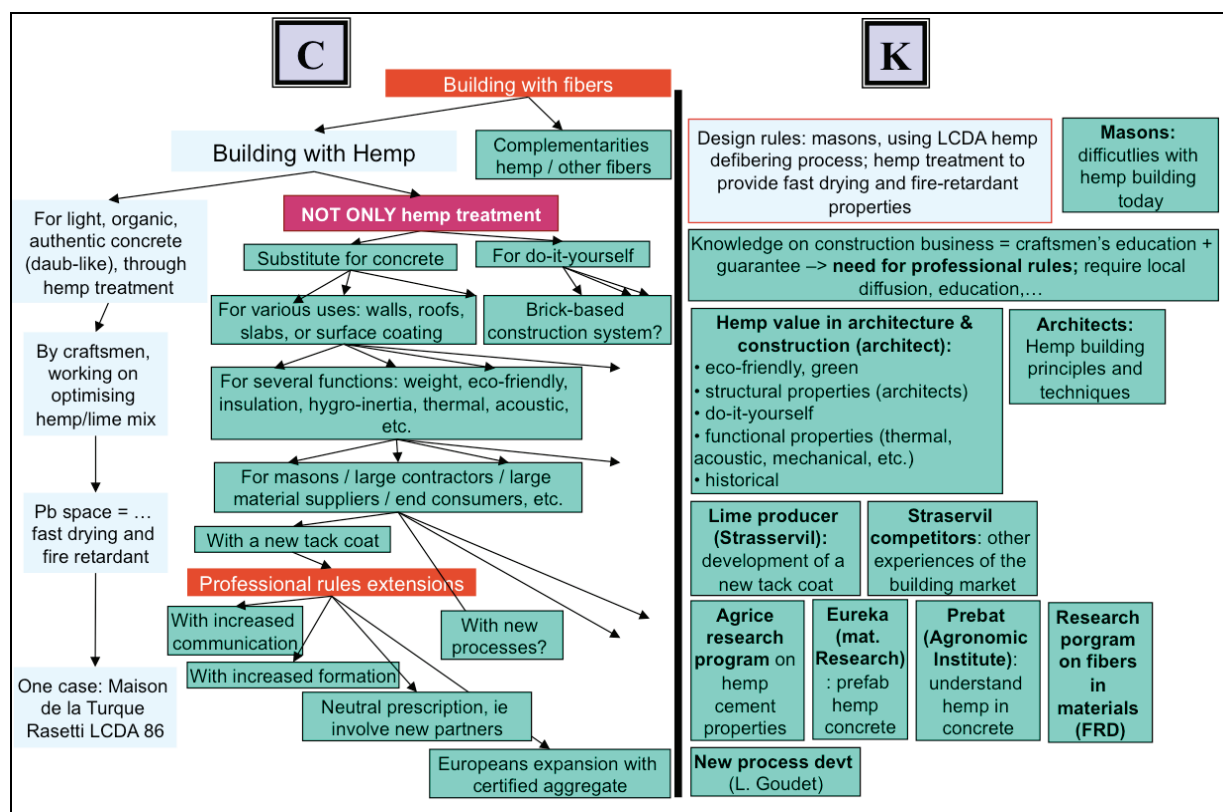 C
Building with fibers
Building with Hemp
Complementarities
hemp / other fibers
For light, organic,
authentic concrete
(daub-like), through
hemp treatment
NOT ONLY hemp treatment
Substitute for concrete
For do-it-yourself
For various uses: walls, roofs,
slabs, or surface coating
Brick-based
construction system?
By craftsmen,
working on
optimising
hemp/lime mix
For several functions: weight, eco-friendly,
insulation, hygro-inertia, thermal, acoustic,
etc.
For masons / large contractors / large
material suppliers / end consumers, etc.
Pb space = …
fast drying and
fire retardant
With a new tack coat
Professional rules extensions
With increased
communication
With new
processes?
With increased formation
One case: Maison
de la Turque
Rasetti LCDA 86
Neutral prescription, ie
involve new partners
Europeans expansion with
certified aggregate
K
Design rules: masons, using LCDA hemp
defibering process; hemp treatment to
provide fast drying and fire-retardant
properties
Masons:
difficutlies with
hemp building
today
Knowledge on construction business = craftsmen's education +
guarantee –> need for professional rules; require local
diffusion, education,…
Hemp value in architecture &
construction (architect):
• eco-friendly, green
• structural properties (architects)
• do-it-yourself
• functional properties (thermal,
acoustic, mechanical, etc.)
• historical
Architects:
Hemp building
principles and
techniques
Lime producer
(Strasservil):
development of a
new tack coat
Straservil
competitors: other
experiences of the
building market
Agrice
research
program on
hemp
cement
properties
Eureka
(mat.
Research)
: prefab
hemp
concrete
Prebat
(Agronomic
Institute):
understand
hemp in
concrete
Research
porgram
on fibers
in
materials
(FRD)
New process devt
(L. Goudet)